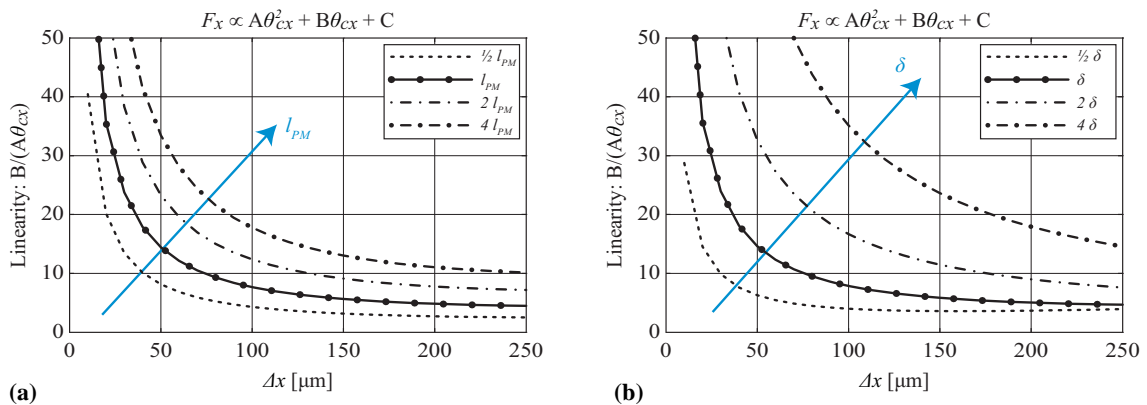 F_x ∝ Aθ²_cx + Bθ_cx + C
Linearity: B/(Aθ_cx)
50
40
30
20
10
0
½ l_PM
l_PM
2 l_PM
4 l_PM
l_PM
0 50 100 150 200 250
Δx [μm]
(a)
F_x ∝ Aθ²_cx + Bθ_cx + C
Linearity: B/(Aθ_cx)
50
40
30
20
10
0
½ δ
δ
2 δ
4 δ
δ
0 50 100 150 200 250
Δx [μm]
(b)